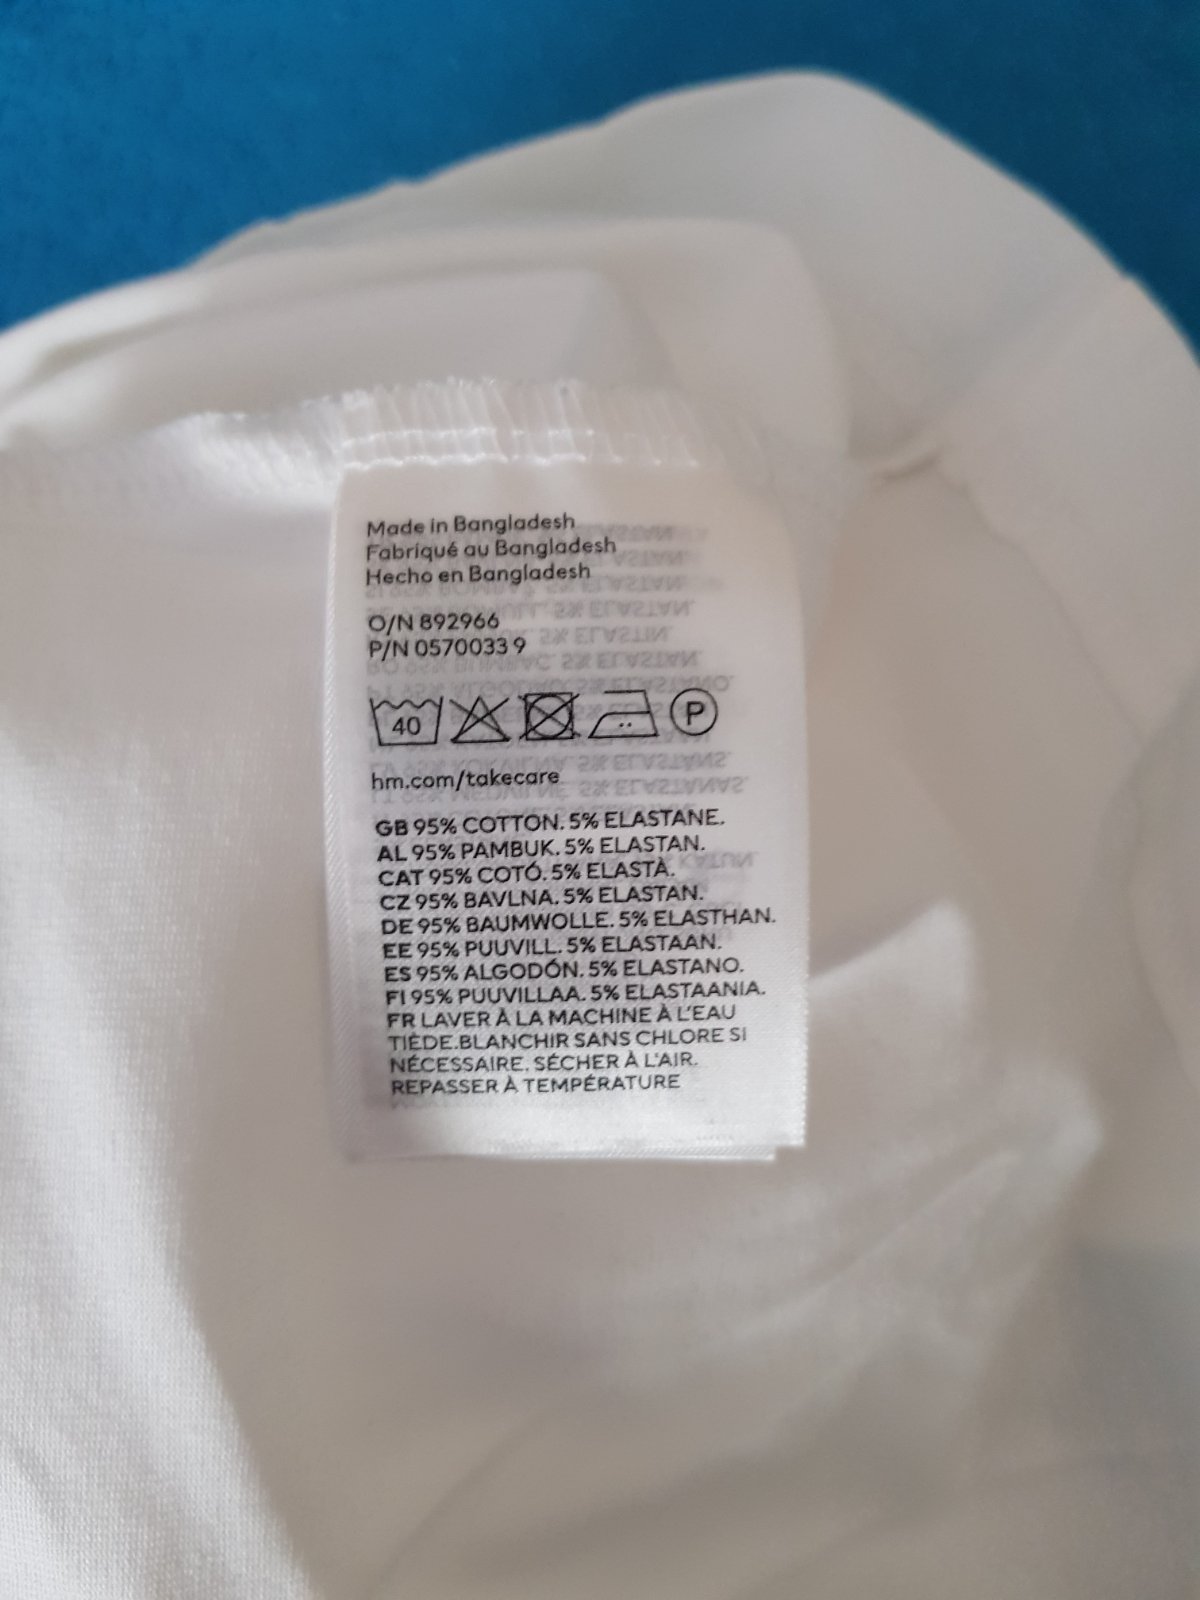 Made in Bangladesh
Fabriqué au Bangladesh
Hecho en Bangladesh
O/N 892966
P/N 0570033 9
40 P
hm.com/takecare
GB 95% COTTON. 5% ELASTANE.
AL 95% PAMBUK. 5% ELASTAN.
CAT 95% COTÓ. 5% ELASTÀ.
CZ 95% BAVLNA. 5% ELASTAN.
DE 95% BAUMWOLLE. 5% ELASTHAN.
EE 95% PUUVILL. 5% ELASTAAN.
ES 95% ALGODÓN. 5% ELASTANO.
FI 95% PUUVILLAA. 5% ELASTAANIA.
FR LAVER À LA MACHINE À L'EAU
TIÈDE.BLANCHIR SANS CHLORE SI
NÉCESSAIRE. SÉCHER À L'AIR.
REPASSER À TEMPÉRATURE